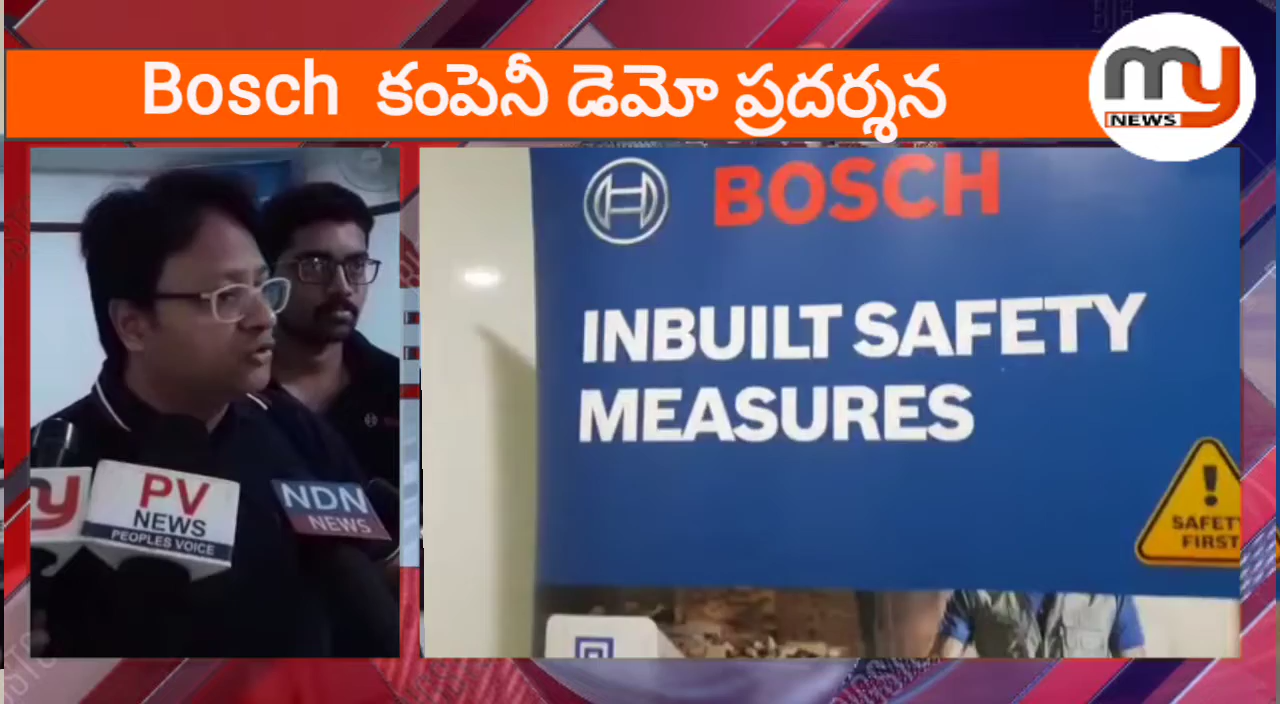 Bosch కంపెనీ డెమో ప్రదర్శన
my
NEWS
BOSCH
INBUILT SAFETY
MEASURES
SAFETY
FIRST
y
PV
NEWS
PEOPLES VOICE
NDN
NEWS